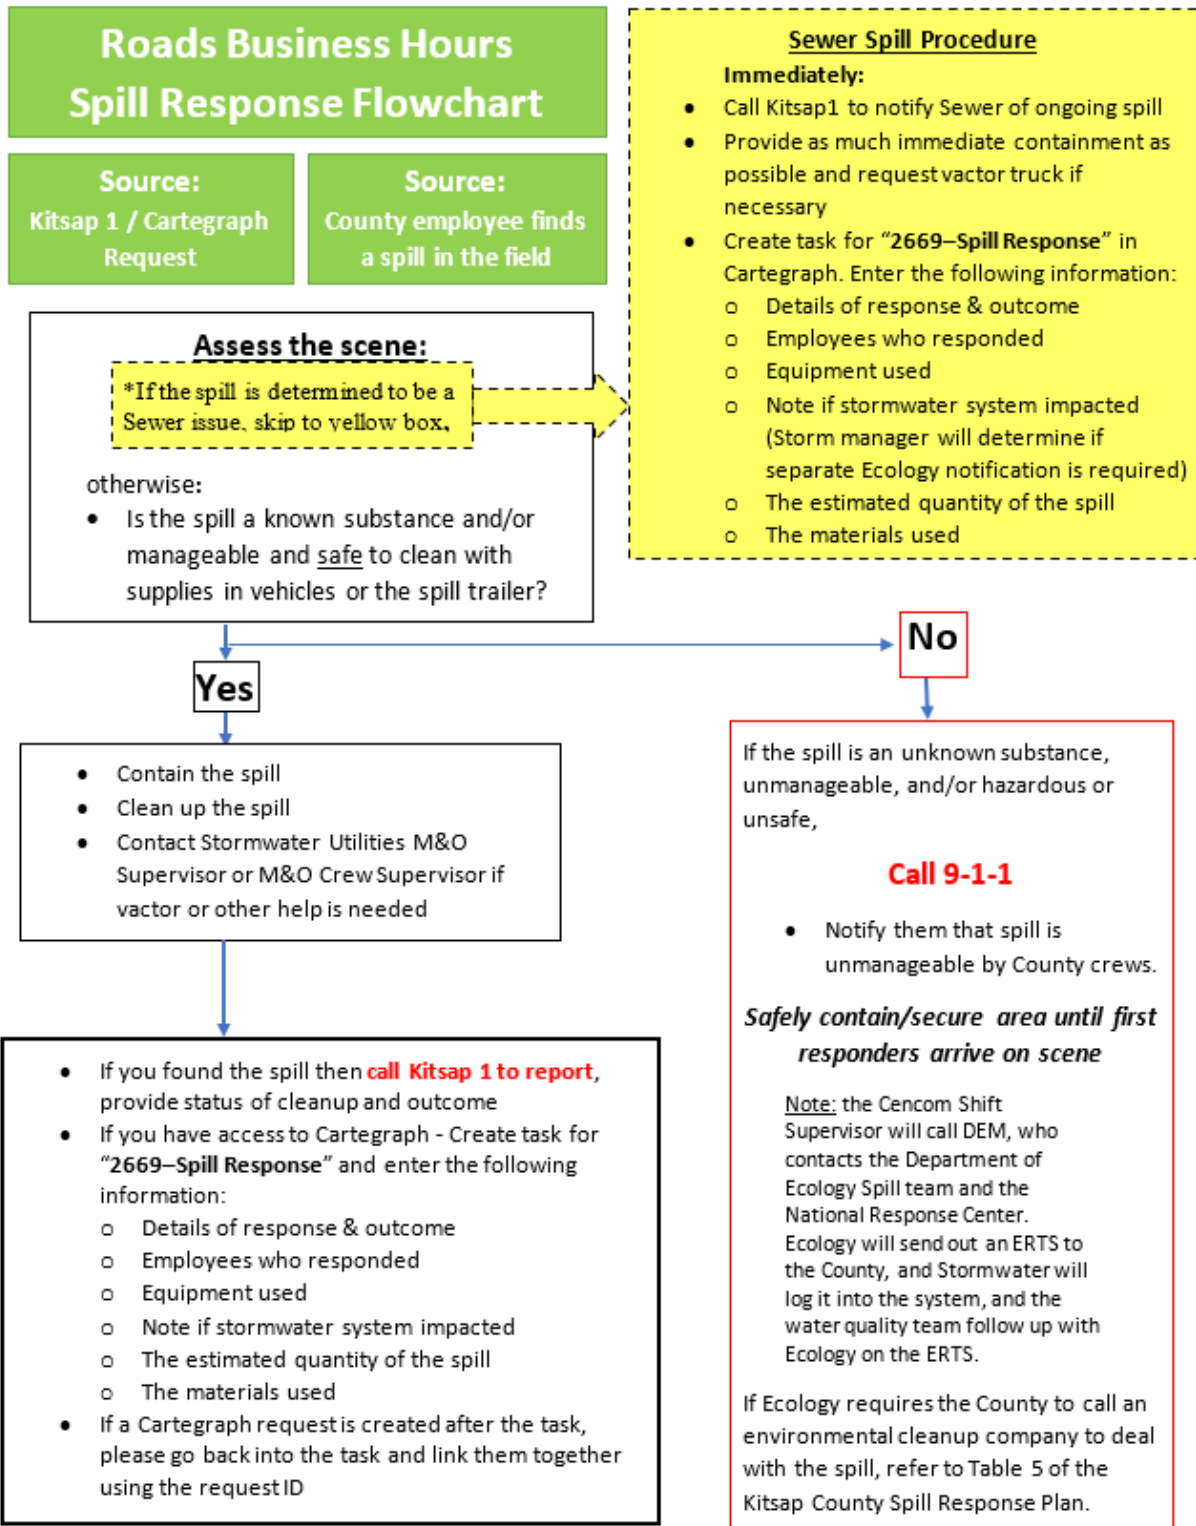 Roads Business Hours
Spill Response Flowchart
Source:
Kitsap 1 / Cartegraph
Request
Source:
County employee finds
a spill in the field
Sewer Spill Procedure
Immediately:
• Call Kitsap1 to notify Sewer of ongoing spill
• Provide as much immediate containment as
possible and request vactor truck if
necessary
• Create task for “2669–Spill Response” in
Cartegraph. Enter the following information:
o Details of response & outcome
o Employees who responded
o Equipment used
o Note if stormwater system impacted
(Storm manager will determine if
separate Ecology notification is required)
o The estimated quantity of the spill
o The materials used
Assess the scene:
*If the spill is determined to be a
Sewer issue, skip to yellow box,
otherwise:
• Is the spill a known substance and/or
manageable and safe to clean with
supplies in vehicles or the spill trailer?
Yes
No
• Contain the spill
• Clean up the spill
• Contact Stormwater Utilities M&O
Supervisor or M&O Crew Supervisor if
vactor or other help is needed
• If you found the spill then call Kitsap 1 to report,
provide status of cleanup and outcome
• If you have access to Cartegraph - Create task for
“2669–Spill Response” and enter the following
information:
o Details of response & outcome
o Employees who responded
o Equipment used
o Note if stormwater system impacted
o The estimated quantity of the spill
o The materials used
• If a Cartegraph request is created after the task,
please go back into the task and link them together
using the request ID
If the spill is an unknown substance,
unmanageable, and/or hazardous or
unsafe,
Call 9-1-1
• Notify them that spill is
unmanageable by County crews.
Safely contain/secure area until first
responders arrive on scene
Note: the Cencom Shift
Supervisor will call DEM, who
contacts the Department of
Ecology Spill team and the
National Response Center.
Ecology will send out an ERTS to
the County, and Stormwater will
log it into the system, and the
water quality team follow up with
Ecology on the ERTS.
If Ecology requires the County to call an
environmental cleanup company to deal
with the spill, refer to Table 5 of the
Kitsap County Spill Response Plan.